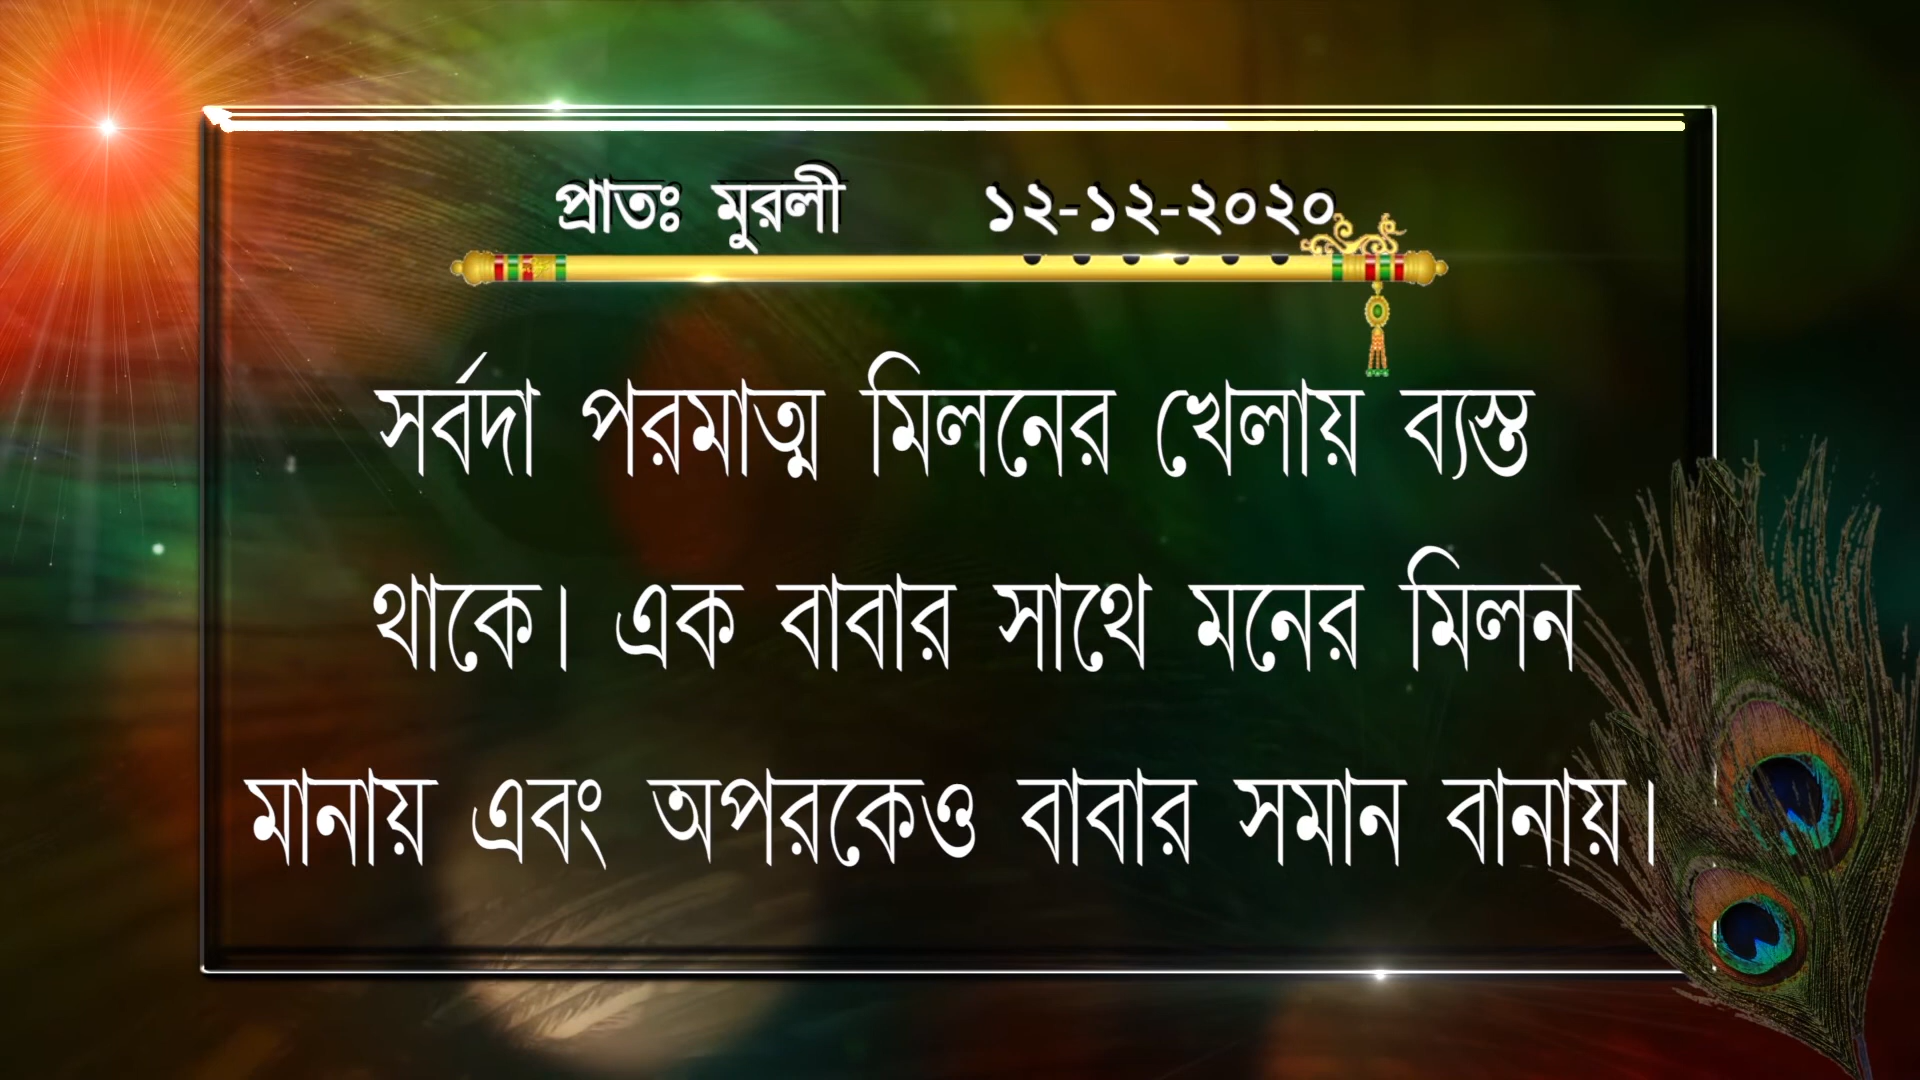 প্রাতঃ মুরলী ১২-১২-২০২০
সর্বদা পরমাত্ম মিলনের খেলায় ব্যস্ত
থাকে। এক বাবার সাথে মনের মিলন
মানায় এবং অপরকেও বাবার সমান বানায়।